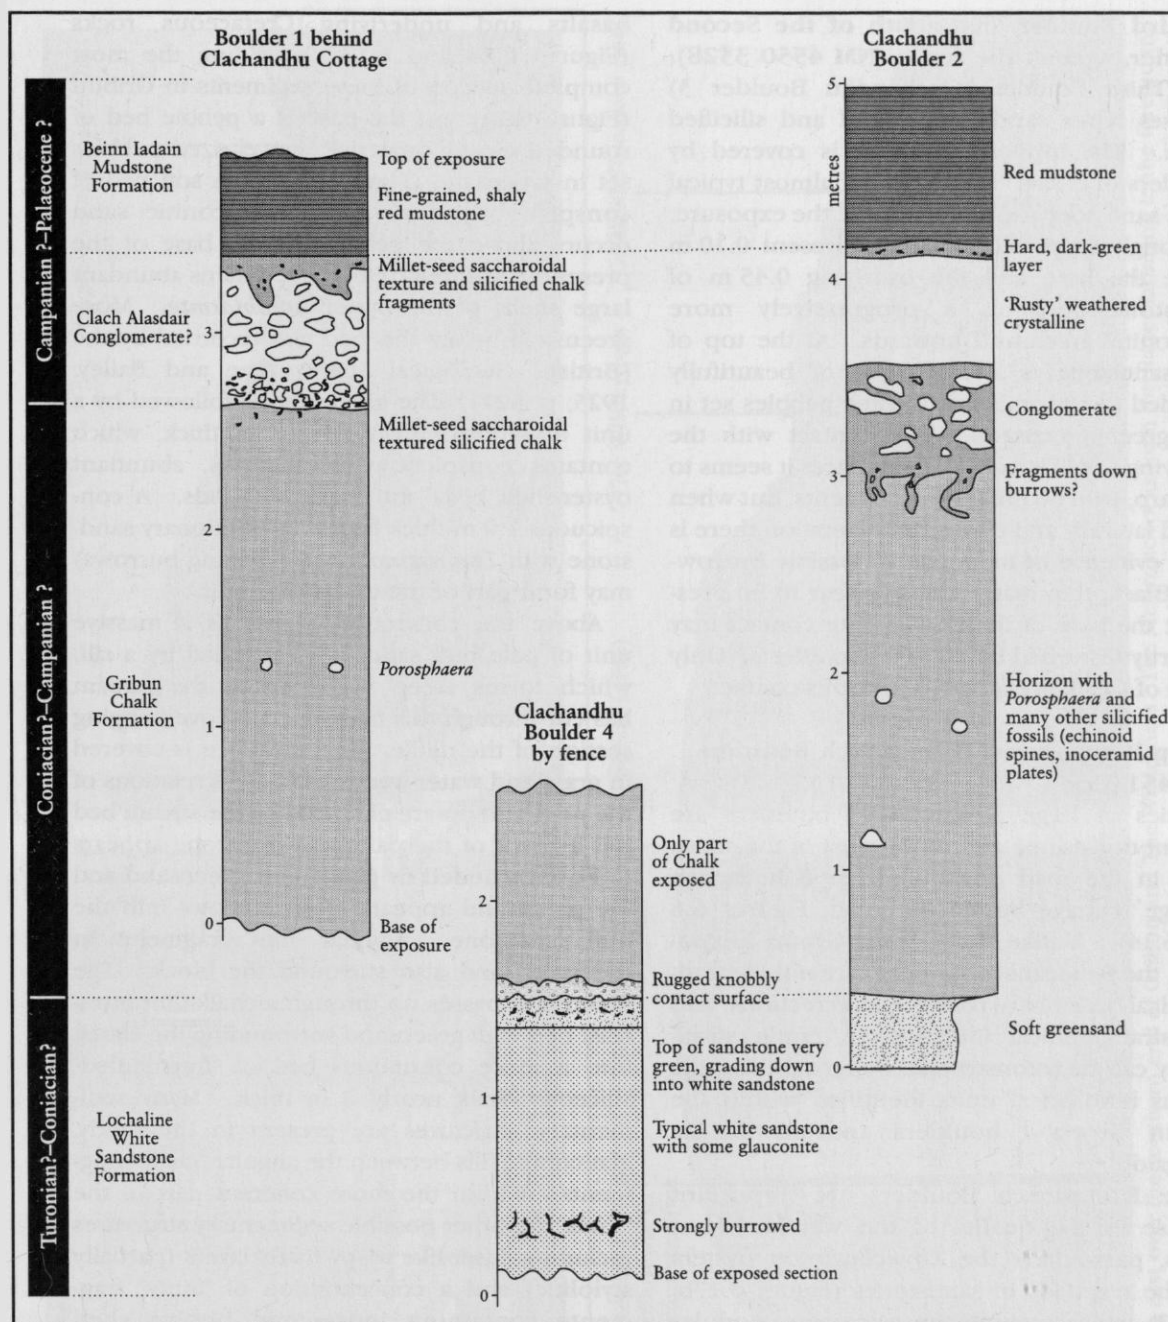 Boulder 1 behind
Clachandhu Cottage
Clachandhu
Boulder 2
Campanian ?–Palaeocene ?
Beinn Iadain
Mudstone
Formation
Top of exposure
Fine-grained, shaly
red mudstone
Millet-seed saccharoidal
texture and silicified chalk
fragments
Clach Alasdair
Conglomerate?
3
Millet-seed saccharoidal
textured silicified chalk
2
Coniacian?–Campanian ?
Gribun
Chalk
Formation
Porosphaera
1
0
Base of
exposure
5
metres
Red mudstone
Hard, dark-green
layer
4
‘Rusty’ weathered
crystalline
Conglomerate
3
Fragments down
burrows?
2
Horizon with
Porosphaera and
many other silicified
fossils (echinoid
spines, inoceramid
plates)
1
Soft greensand
0
Clachandhu
Boulder 4
by fence
Only part
of Chalk
exposed
2
Rugged knobbly
contact surface
Turonian?–Coniacian?
Lochaline
White
Sandstone
Formation
Top of sandstone very
green, grading down
into white sandstone
1
Typical white sandstone
with some glauconite
Strongly burrowed
Base of exposed section
0